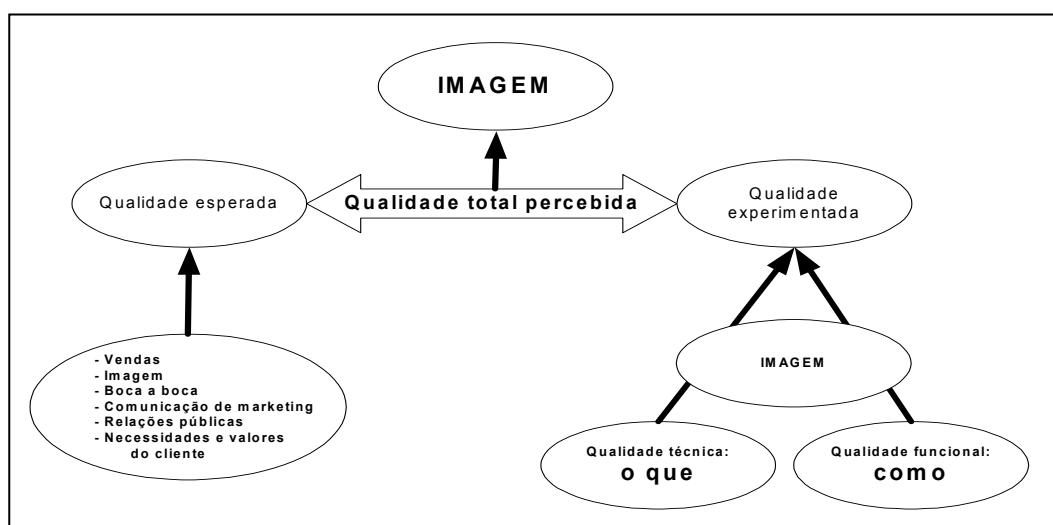 IMAGEM
Qualidade esperada
Qualidade total percebida
Qualidade
experimentada
- Vendas
- Imagem
- Boca a boca
- Comunicação de marketing
- Relações públicas
- Necessidades e valores
do cliente
IMAGEM
Qualidade técnica:
o que
Qualidade funcional:
como